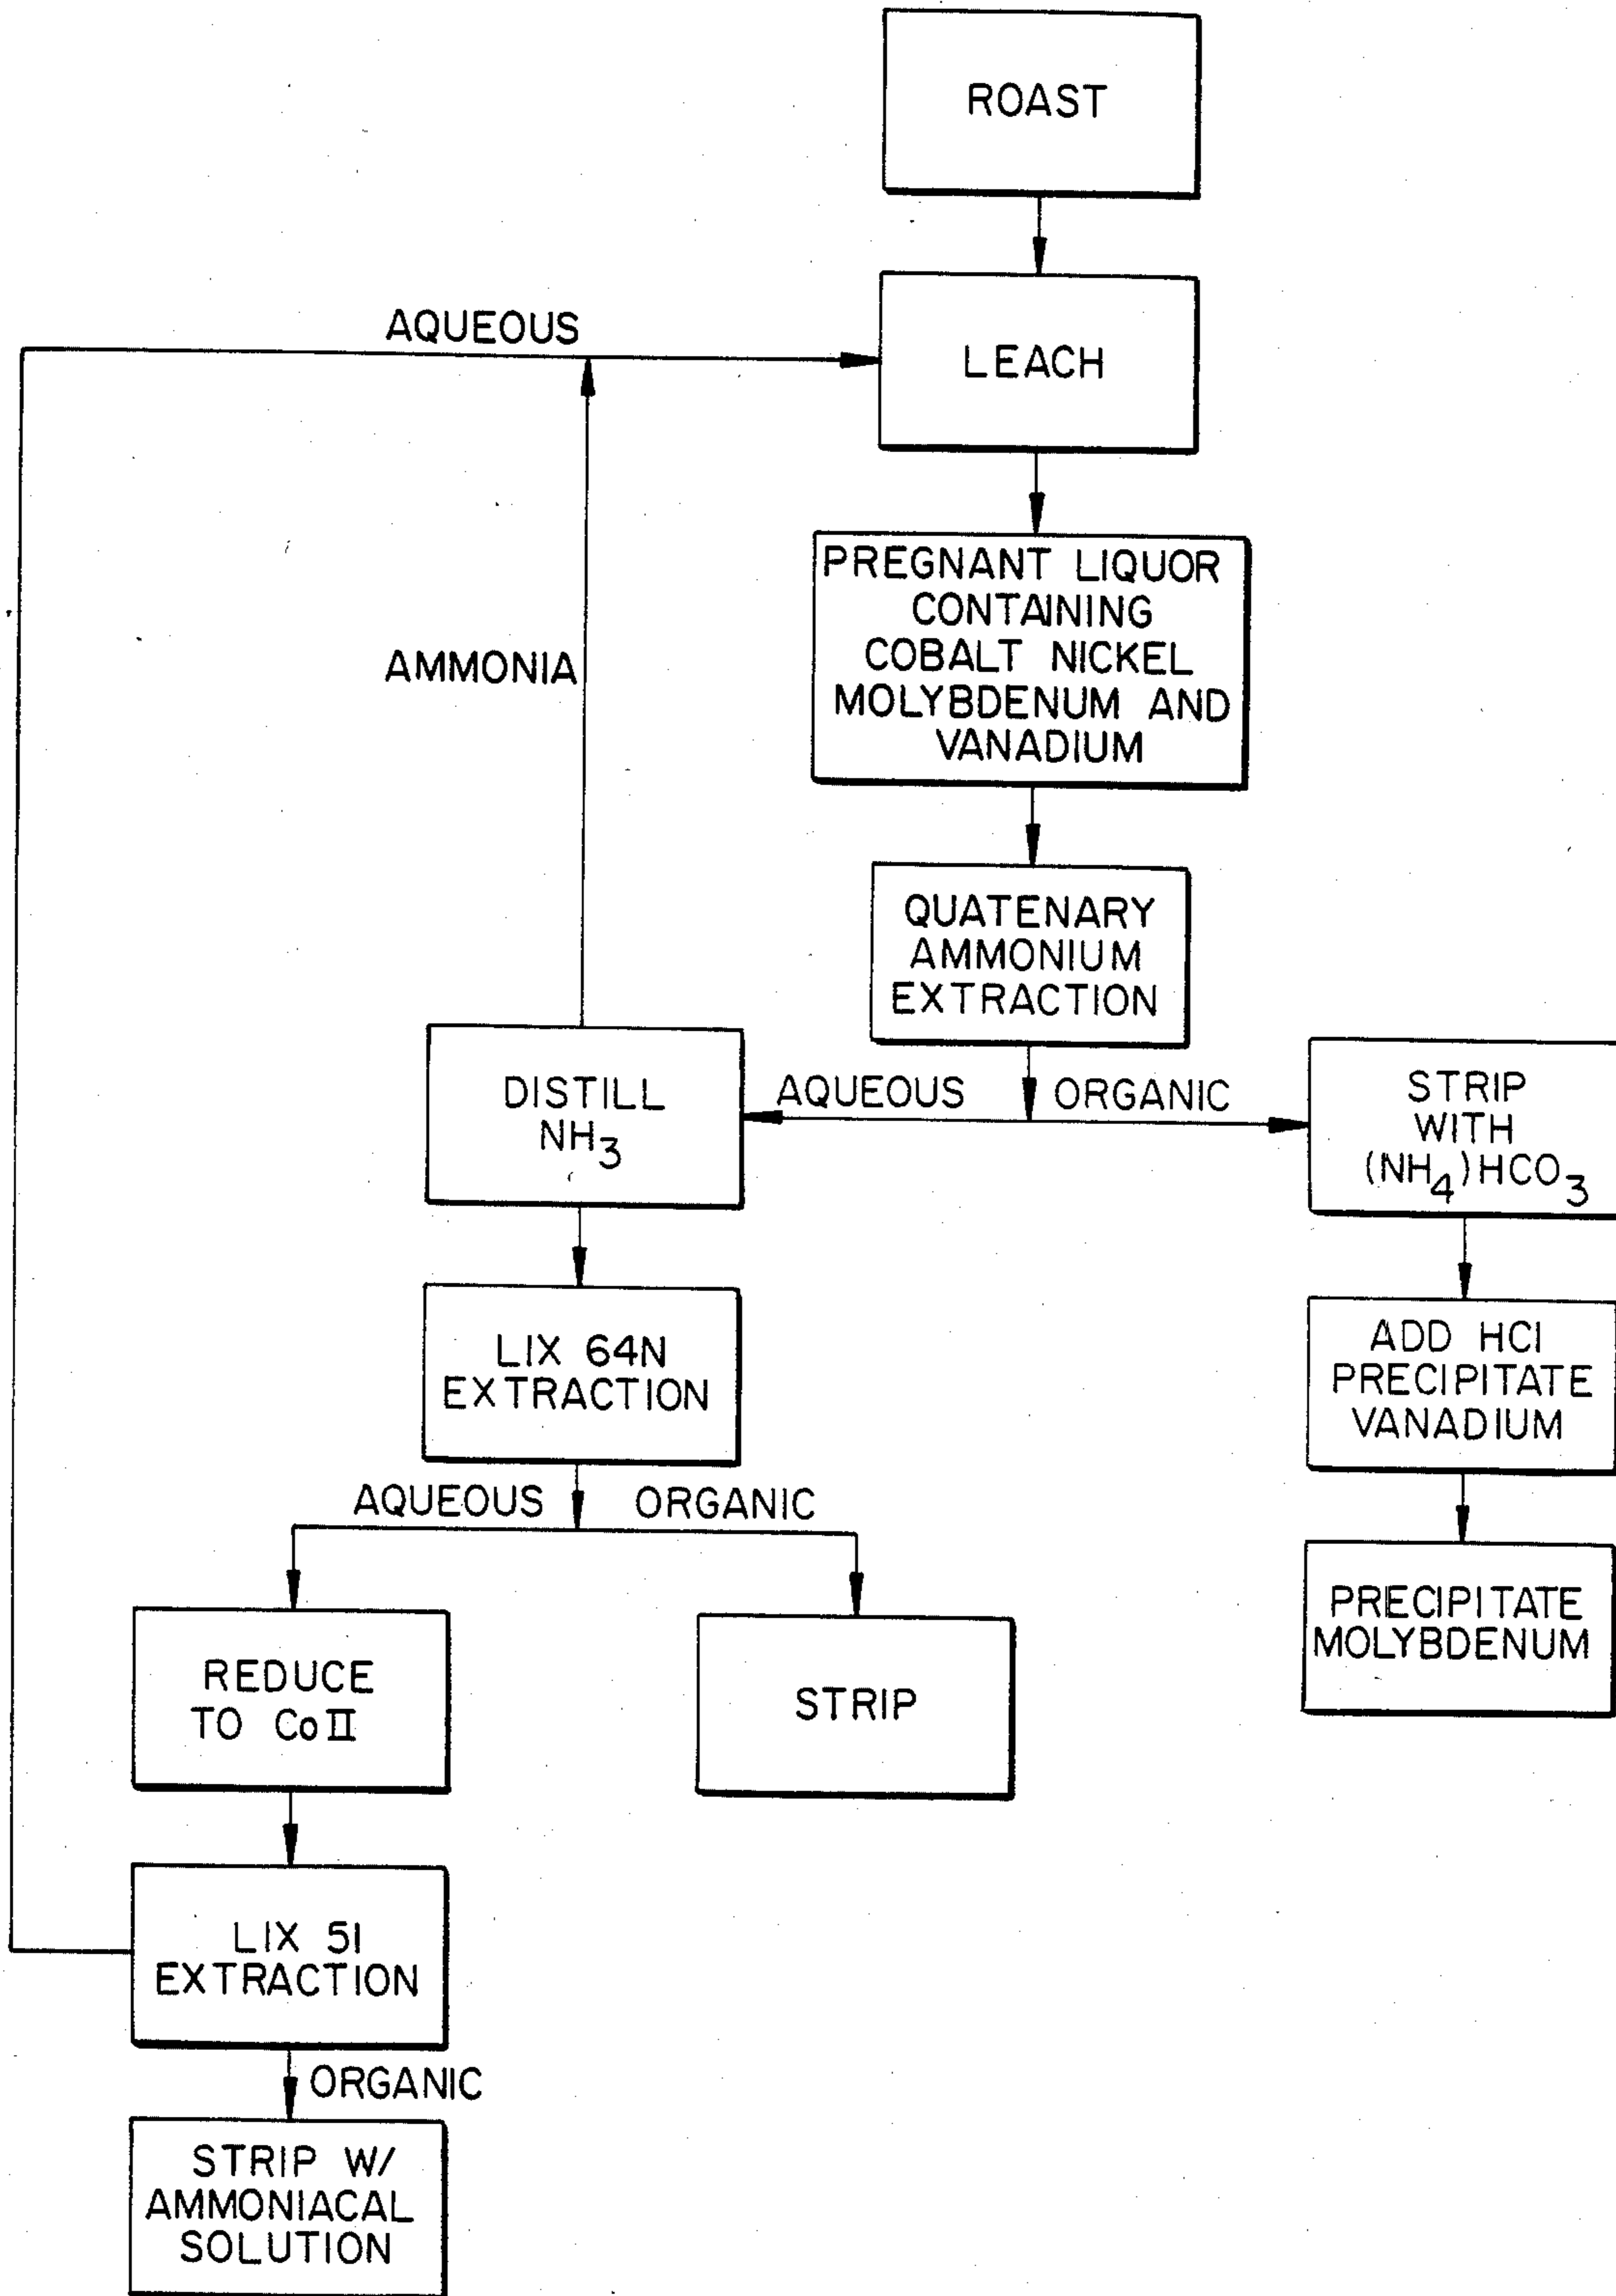 ROAST
AQUEOUS
LEACH
PREGNANT LIQUOR
CONTAINING
COBALT NICKEL
MOLYBDENUM AND
VANADIUM
AMMONIA
QUATENARY
AMMONIUM
EXTRACTION
AQUEOUS
ORGANIC
DISTILL
NH₃
STRIP
WITH
(NH₄)HCO₃
LIX 64N
EXTRACTION
ADD HCl
PRECIPITATE
VANADIUM
AQUEOUS
ORGANIC
PRECIPITATE
MOLYBDENUM
REDUCE
TO Co II
STRIP
LIX 51
EXTRACTION
ORGANIC
STRIP W/
AMMONIACAL
SOLUTION